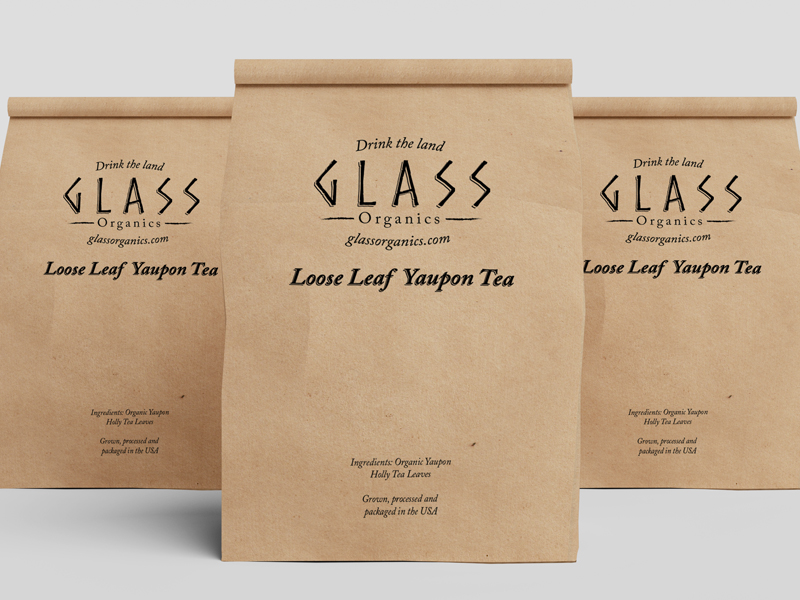 Drink the land
GLASS
Organics
glassorganics.com
Loose Leaf Yaupon Tea
Ingredients: Organic Yaupon
Holly Tea Leaves
Grown, processed and
packaged in the USA
Drink the land
GLASS
Organics
glassorganics.com
Loose Leaf Yaupon Tea
Ingredients: Organic Yaupon
Holly Tea Leaves
Grown, processed and
packaged in the USA
Drink the land
GLASS
Organics
glassorganics.com
Loose Leaf Yaupon Tea
Ingredients: Organic Yaupon
Holly Tea Leaves
Grown, processed and
packaged in the USA